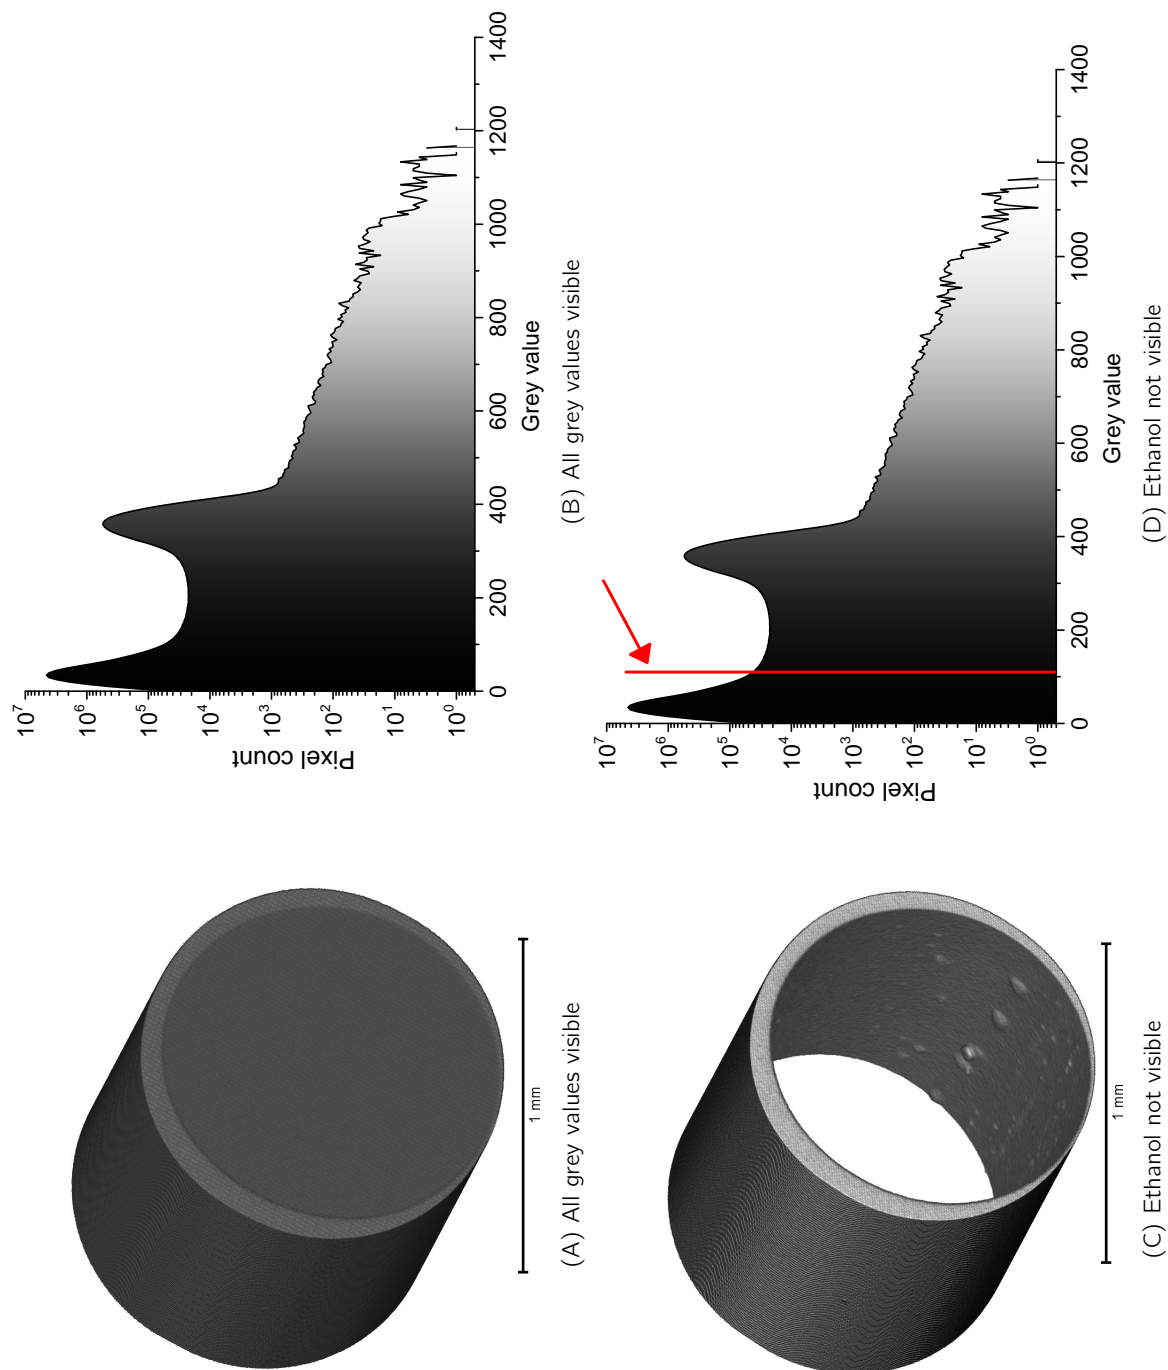 1 mm
(A) All grey values visible
Pixel count
10⁷
10⁶
10⁵
10⁴
10³
10²
10¹
10⁰
0 200 400 600 800 1000 1200 1400
Grey value
(B) All grey values visible
1 mm
(C) Ethanol not visible
Pixel count
10⁷
10⁶
10⁵
10⁴
10³
10²
10¹
10⁰
0 200 400 600 800 1000 1200 1400
Grey value
(D) Ethanol not visible